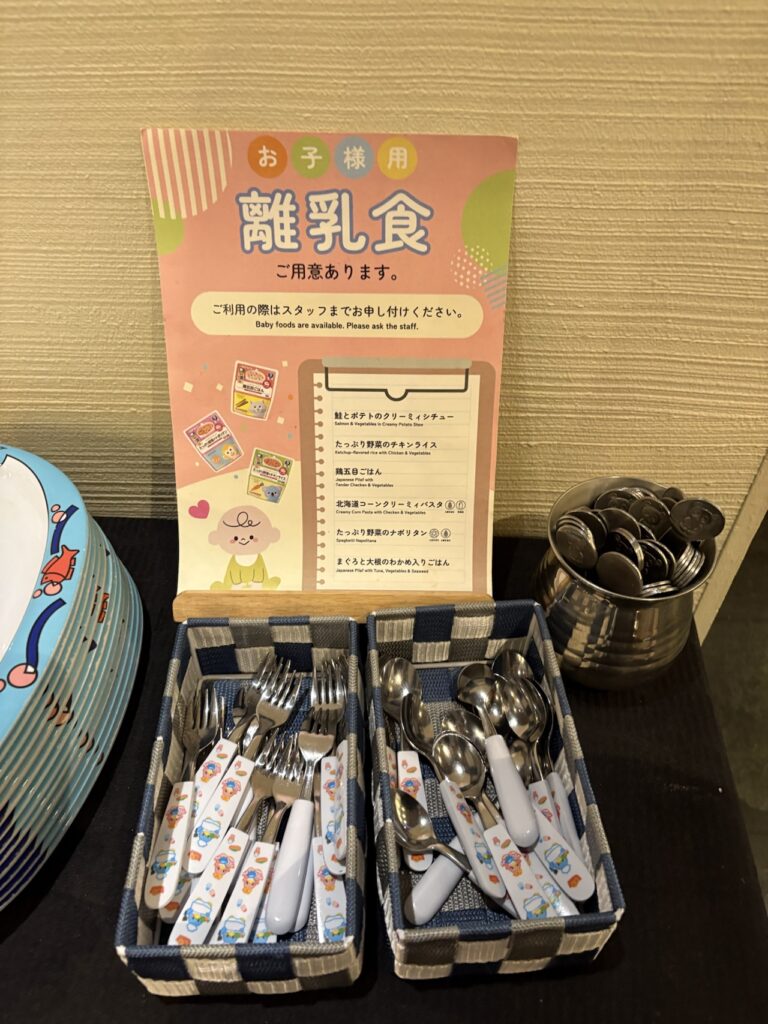 お子様用
離乳食
ご用意あります。
ご利用の際はスタッフまでお申し付けください。
Baby foods are available. Please ask the staff.
鮭とポテトのクリーミィシチュー
Salmon & Vegetables in Creamy Potato Stew
たっぷり野菜のチキンライス
Ketchup-flavored rice with Chicken & Vegetables
鶏五目ごはん
Japanese Pilaf with
Tender Chicken & Vegetables
北海道コーンクリーミィパスタ
Creamy Corn Pasta with Chicken & Vegetables
たっぷり野菜のナポリタン
Spaghetti Napolitana
まぐろと大根のわかめ入りごはん
Japanese Pilaf with Tuna, Vegetables & Seaweed